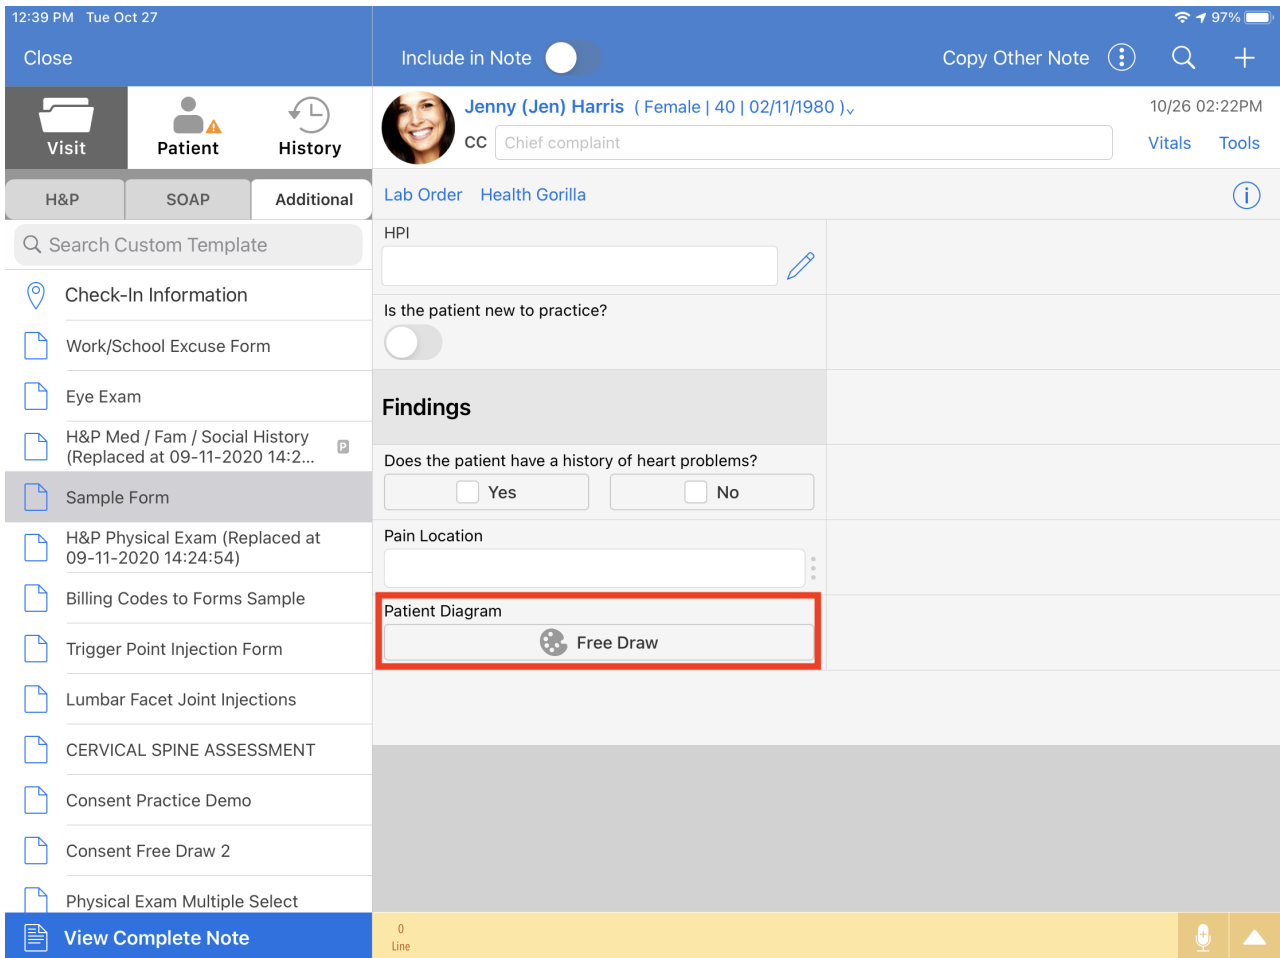 12:39 PM Tue Oct 27
97%
Close
Include in Note
Copy Other Note
Visit
Patient
History
H&P
SOAP
Additional
Search Custom Template
Check-In Information
Work/School Excuse Form
Eye Exam
H&P Med / Fam / Social History
(Replaced at 09-11-2020 14:2...
P
Sample Form
H&P Physical Exam (Replaced at
09-11-2020 14:24:54)
Billing Codes to Forms Sample
Trigger Point Injection Form
Lumbar Facet Joint Injections
CERVICAL SPINE ASSESSMENT
Consent Practice Demo
Consent Free Draw 2
Physical Exam Multiple Select
View Complete Note
Jenny (Jen) Harris ( Female | 40 | 02/11/1980 )
10/26 02:22PM
CC Chief complaint
Vitals
Tools
Lab Order
Health Gorilla
HPI
Is the patient new to practice?
Findings
Does the patient have a history of heart problems?
Yes
No
Pain Location
Patient Diagram
Free Draw
0
Line